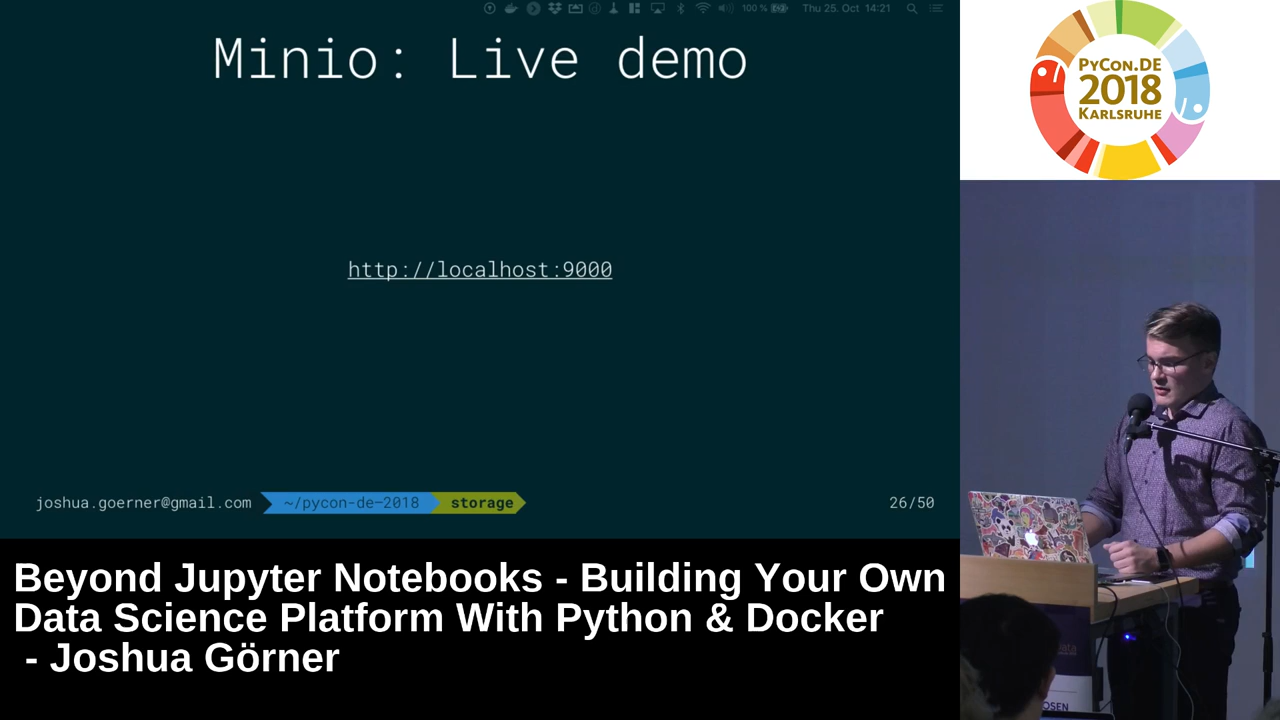 100 %
Thu 25. Oct 14:21
Minio: Live demo
http://localhost:9000
joshua.goerner@gmail.com
~/pycon-de-2018
storage
26/50
PYCON.DE
2018
KARLSRUHE
Beyond Jupyter Notebooks - Building Your Own
Data Science Platform With Python & Docker
- Joshua Görner